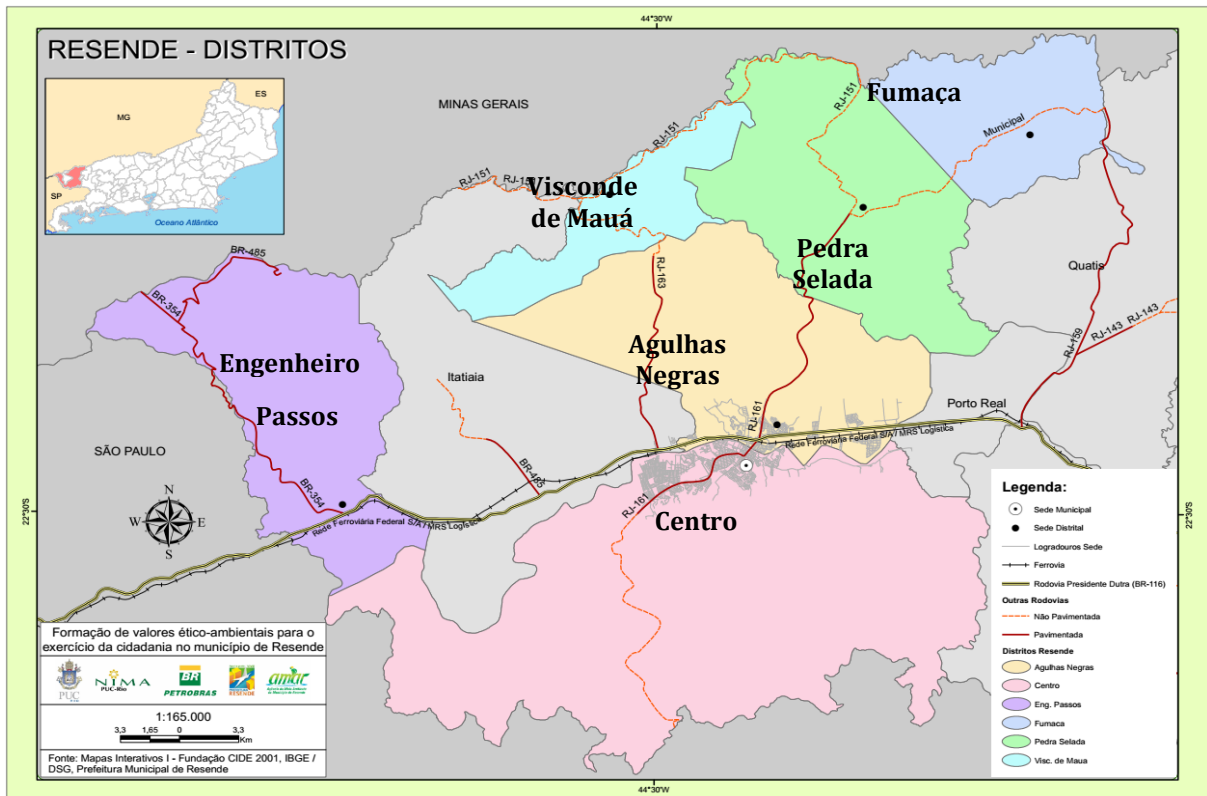 44°30'W
RESENDE - DISTRITOS
ES
MG
SP
Oceano Atlântico
MINAS GERAIS
RJ-151
Fumaça
Municipal
RJ-151
RJ-151
Visconde
de Mauá
Pedra
Selada
BR-485
BR-354
RJ-163
Quatis
RJ-143
RJ-143
RJ-159
Engenheiro
Passos
Agulhas
Negras
Itatiaia
Porto Real
RJ-161
Rede Ferroviária Federal S/A / MRS Logística
SÃO PAULO
BR-485
BR-354
N
W
E
S
Rede Ferroviária Federal S/A / MRS Logística
RJ-161
Centro
22°30'S
22°30'S
Legenda:
Sede Municipal
Sede Distrital
Logradouros Sede
Ferrovia
Rodovia Presidente Dutra (BR-116)
Outras Rodovias
Não Pavimentada
Pavimentada
Distritos Resende
Agulhas Negras
Centro
Eng. Passos
Fumaca
Pedra Selada
Visc. de Maua
Formação de valores ético-ambientais para o
exercício da cidadania no município de Resende
PUC
NIMA
PUC-Rio
BR
PETROBRAS
RESENDE
amar
1:165.000
3,3 1,65 0 3,3
Km
Fonte: Mapas Interativos I - Fundação CIDE 2001, IBGE /
DSG, Prefeitura Municipal de Resende
44°30'W